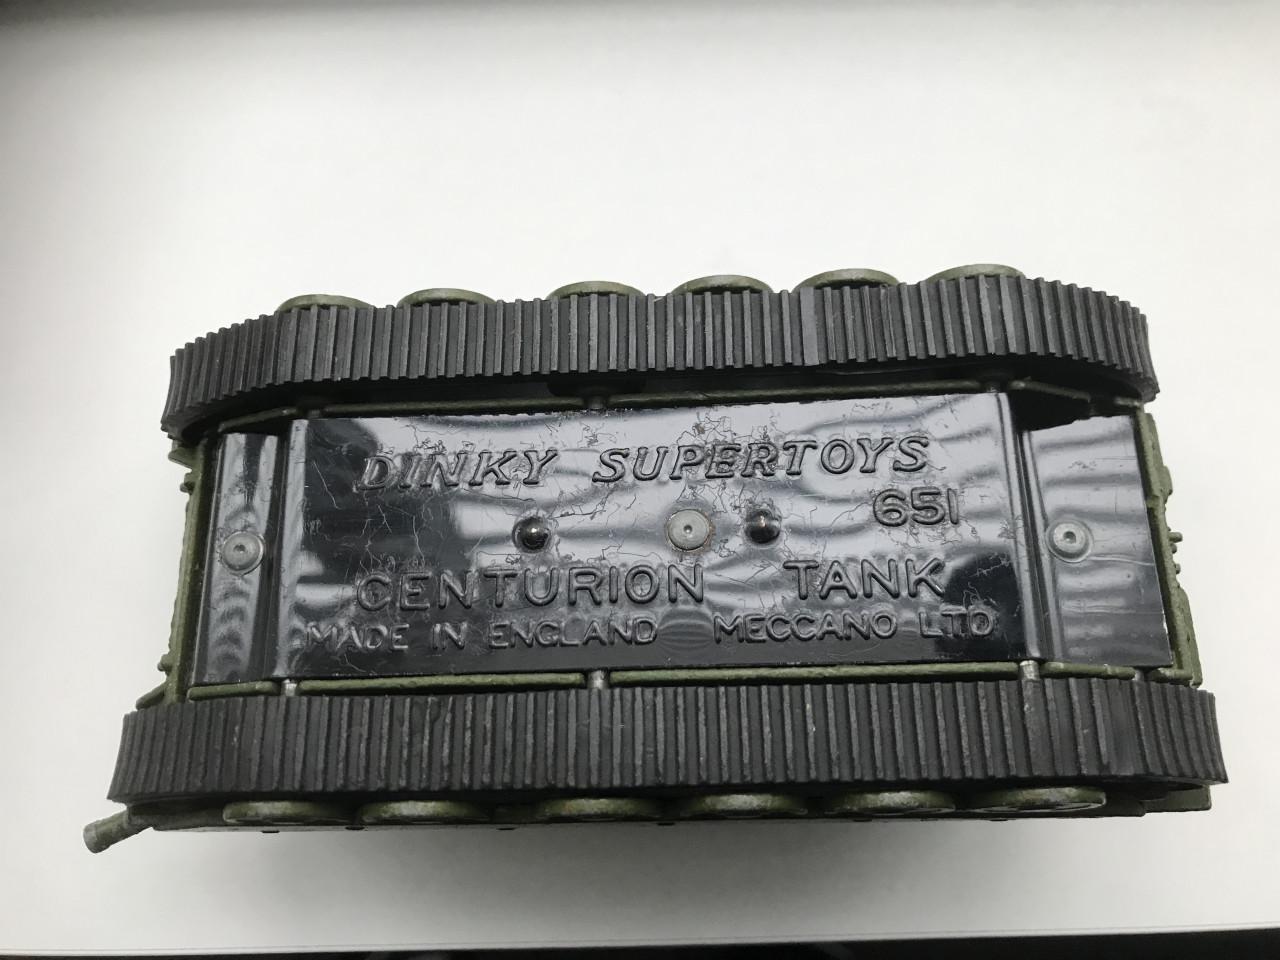 DINKY SUPERTOYS
651
CENTURION TANK
MADE IN ENGLAND MECCANO LTD